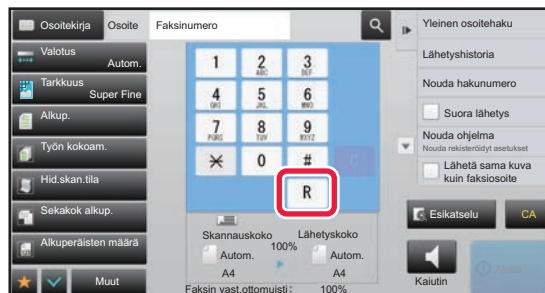 Osoitekirja
Osoite
Faksinumero
Yleinen osoitehaku
Valotus
Autom.
Lähetyshistoria
Tarkkuus
Super Fine
Nouda hakunumero
Alkup.
Suora lähetys
Työn kokoam.
Nouda ohjelma
Nouda rekisteröidyt asetukset
Hid.skan.tila
Lähetä sama kuva
kuin faksiosoite
Sekakok alkup.
Esikatselu
CA
Alkuperäisten määrä
Muut
1
2 ABC
3 DEF
4 GHI
5 JKL
6 MNO
7 PQRS
8 TUV
9 WXYZ
0
#
C
R
Skannauskoko
100%
Lähetyskoko
Autom.
A4
Autom.
A4
Faksin vast.ottomuisti:
100%
Kaiutin
Aloita